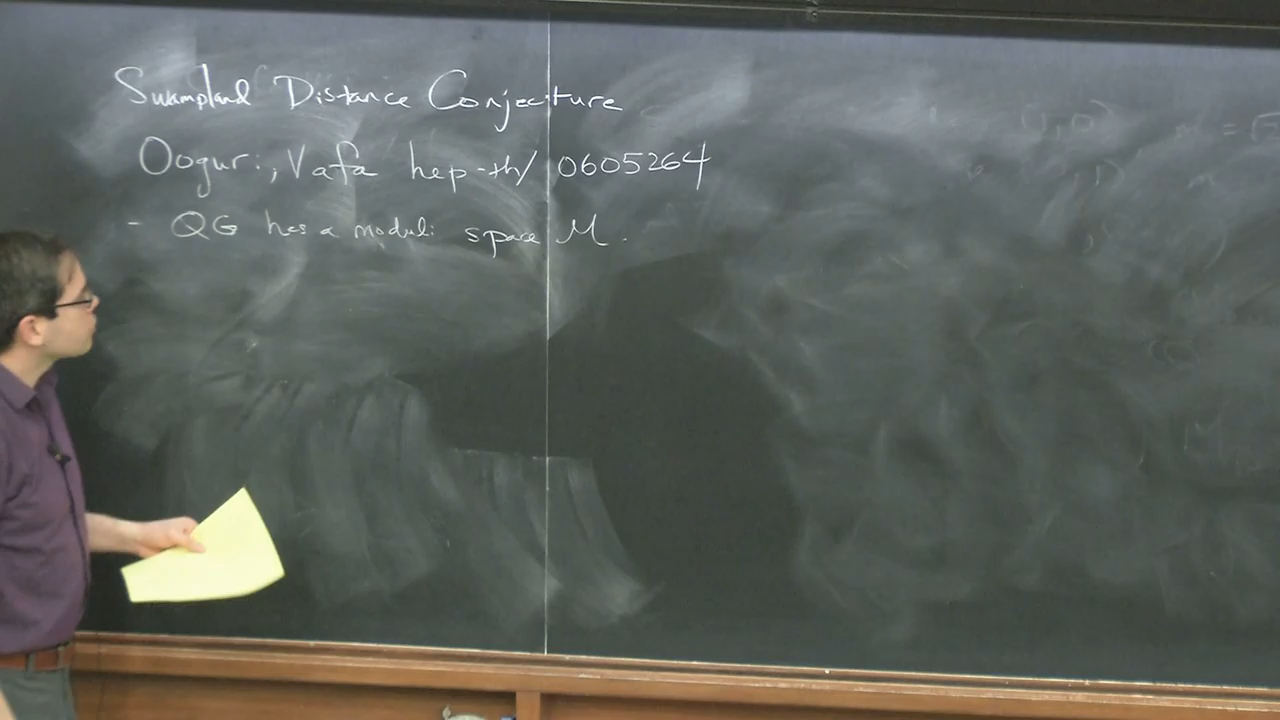 Swampland Distance Conjecture
Ooguri, Vafa hep-th/0605264
- QG has a moduli space M.